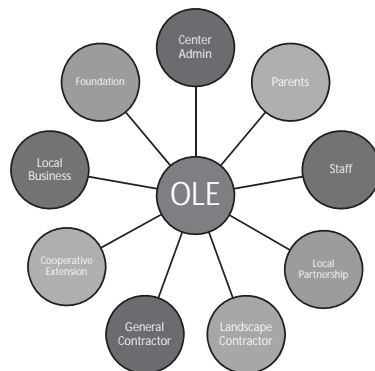 Center
Admin
Foundation
Parents
Local
Business
OLE
Staff
Cooperative
Extension
Local
Partnership
General
Contractor
Landscape
Contractor